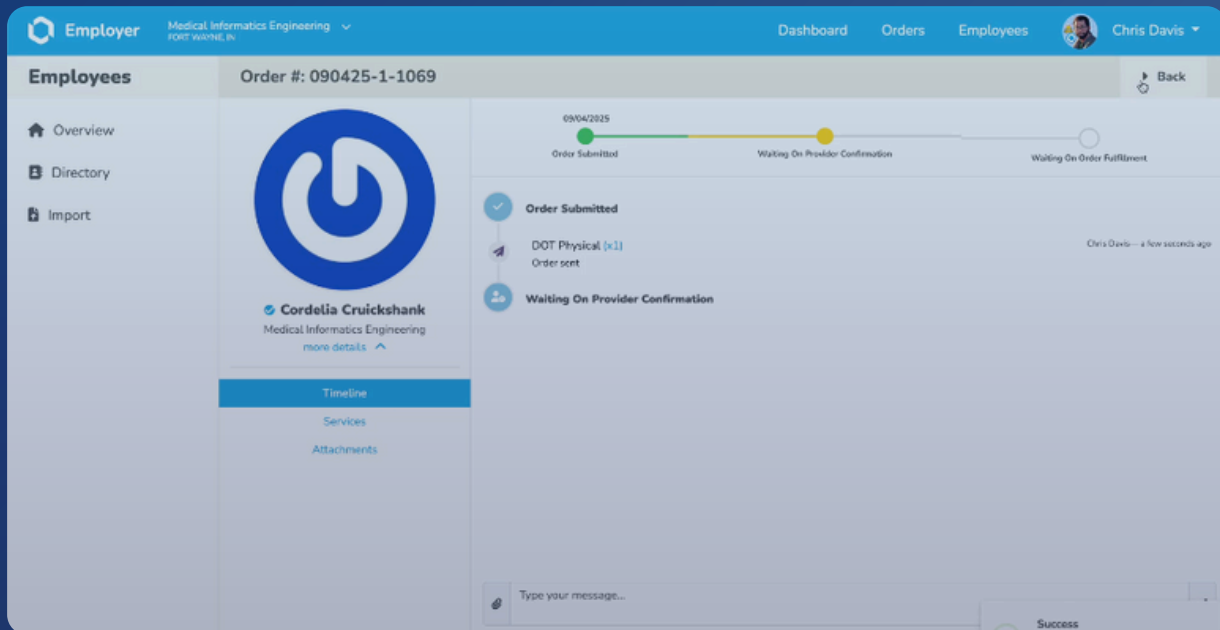 Employer
Medical Informatics Engineering
FORT WAYNE, IN
Dashboard
Orders
Employees
Chris Davis
Employees
Order #: 090425-1-1069
Back
Overview
Directory
Import
Cordelia Cruickshank
Medical Informatics Engineering
more details
Timeline
Services
Attachments
09/04/2025
Order Submitted
Waiting On Provider Confirmation
Waiting On Order Fulfillment
Order Submitted
DOT Physical (x1)
Chris Davis — a few seconds ago
Order sent
Waiting On Provider Confirmation
Type your message...
Success